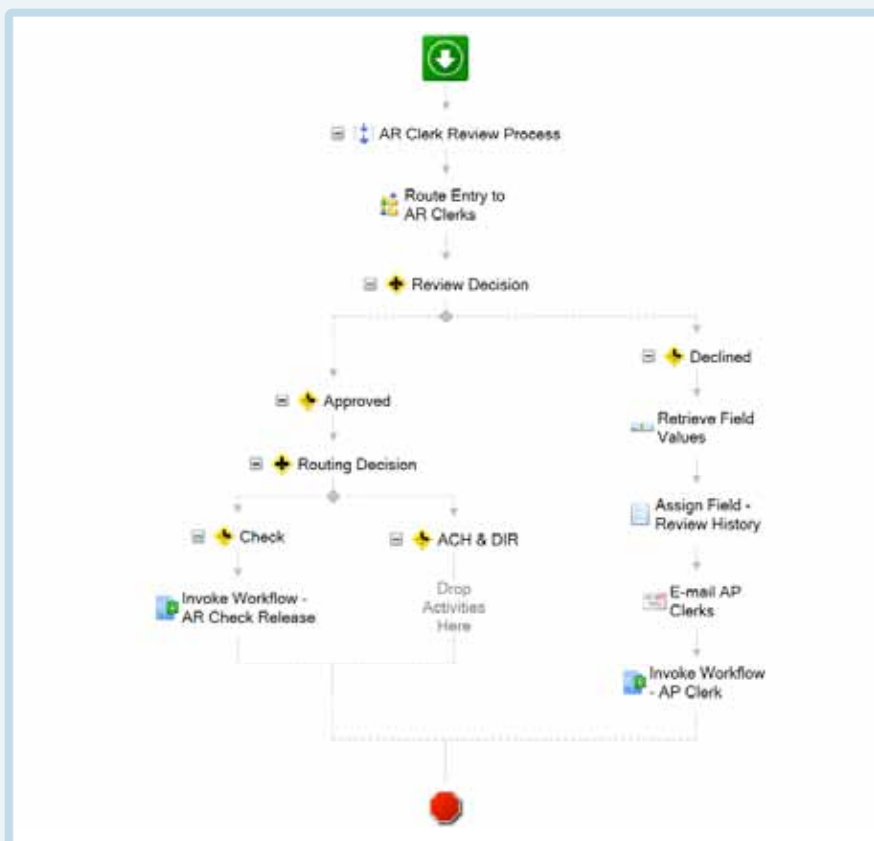 AR Clerk Review Process
Route Entry to
AR Clerks
Review Decision
Declined
Approved
Retrieve Field
Values
Routing Decision
Assign Field -
Review History
Check
ACH & DIR
Invoke Workflow -
AR Check Release
Drop
Activities
Here
E-mail AP
Clerks
Invoke Workflow
- AP Clerk